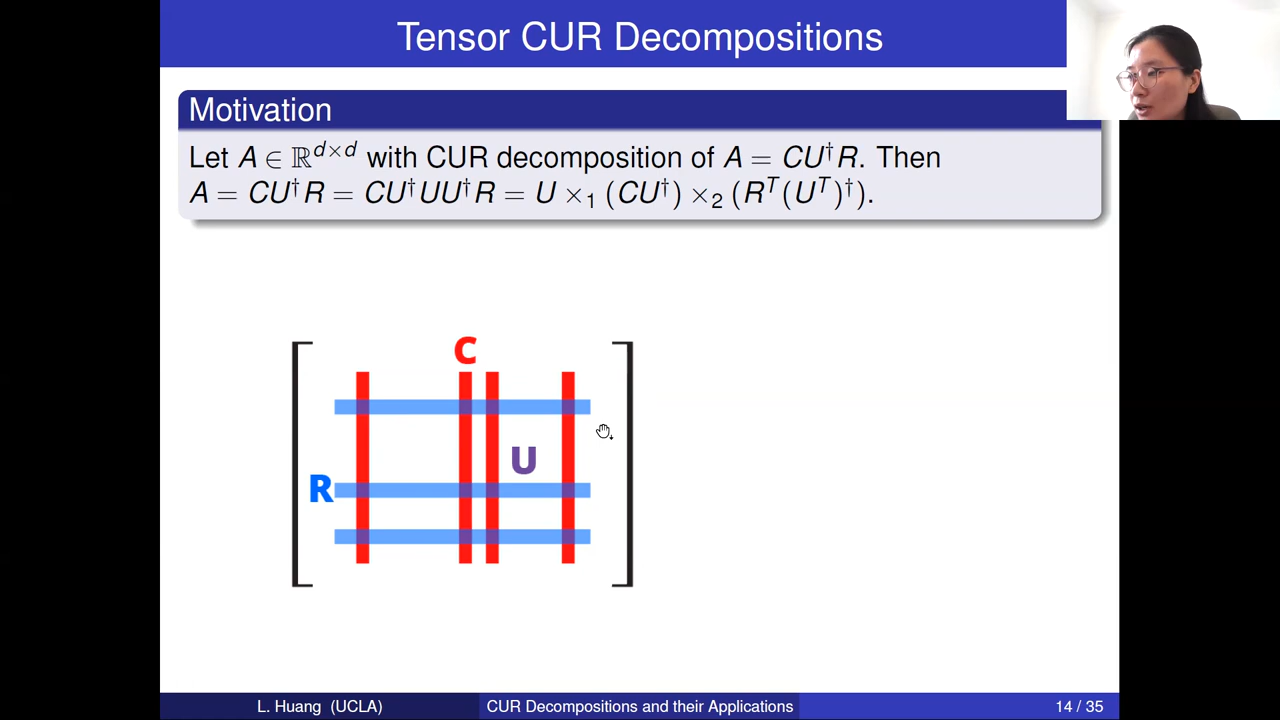 Tensor CUR Decompositions
Motivation
Let A ∈ ℝ^{d×d} with CUR decomposition of A = CU^†R. Then
A = CU^†R = CU^†UU^†R = U ×₁ (CU^†) ×₂ (R^T(U^T)^†).
C
U
R
L. Huang (UCLA)
CUR Decompositions and their Applications
14 / 35